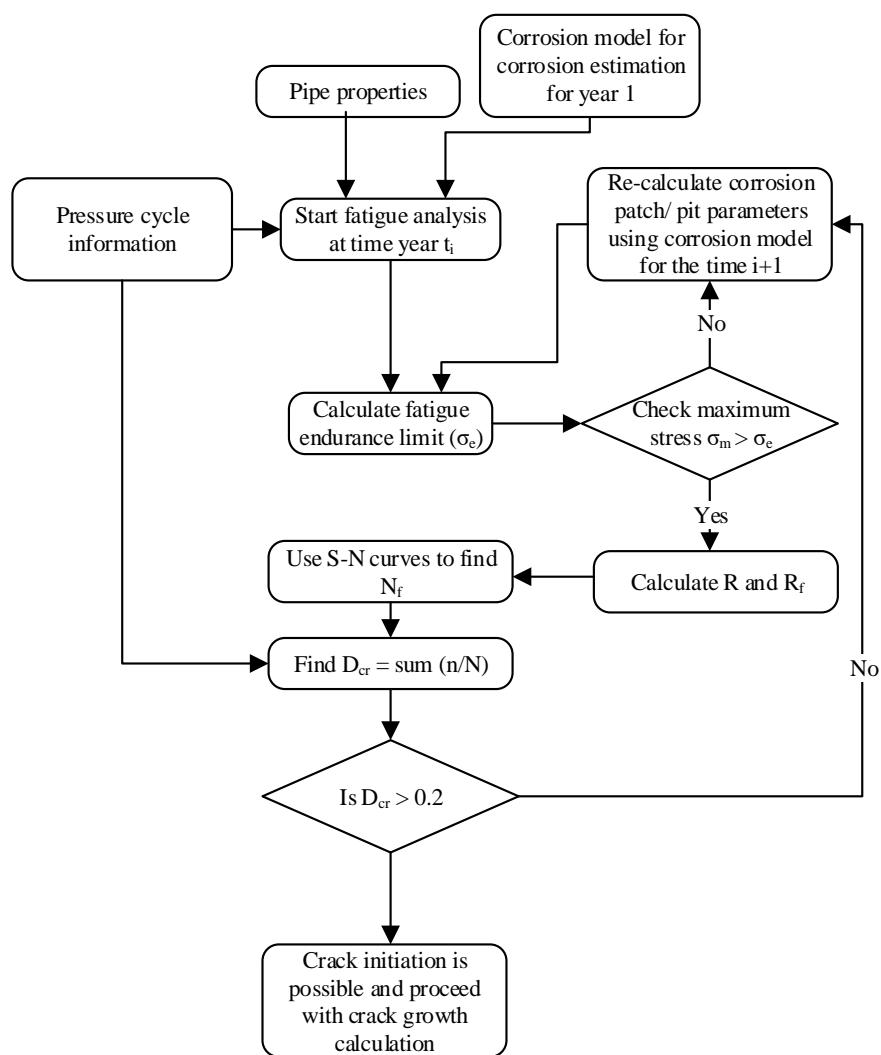 Corrosion model for
corrosion estimation
for year 1
Pipe properties
Pressure cycle
information
Start fatigue analysis
at time year tᵢ
Re-calculate corrosion
patch/ pit parameters
using corrosion model
for the time i+1
No
Calculate fatigue
endurance limit (σₑ)
Check maximum
stress σₘ > σₑ
Yes
Use S-N curves to find
N_f
Calculate R and R_f
Find D_cr = sum (n/N)
No
Is D_cr > 0.2
Crack initiation is
possible and proceed
with crack growth
calculation